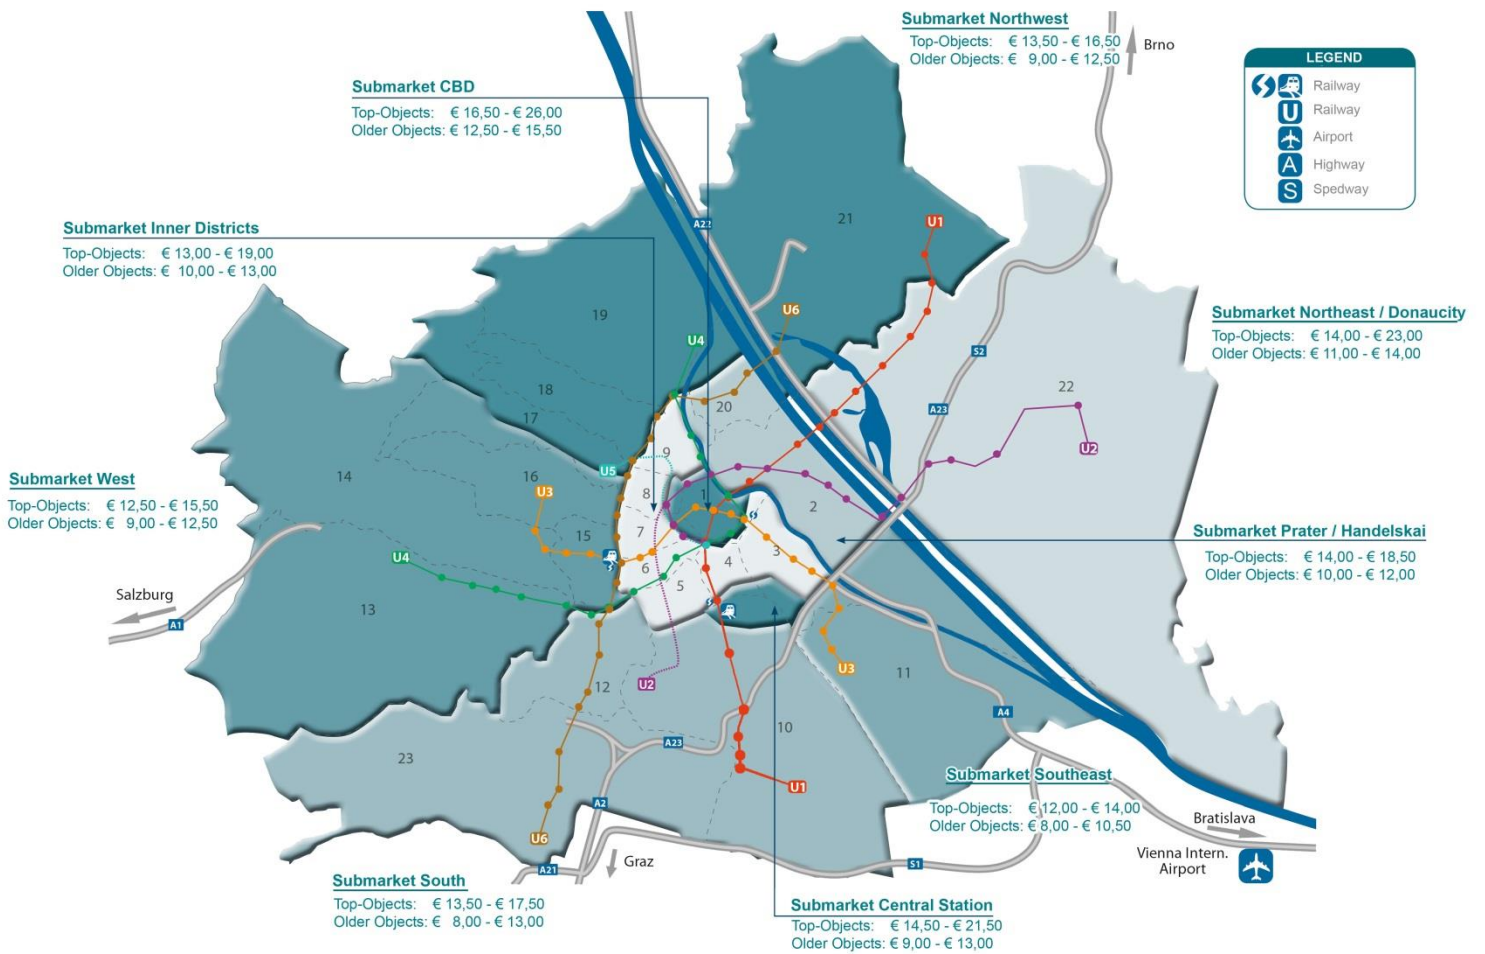 Submarket Northwest
Top-Objects: € 13,50 - € 16,50
Older Objects: € 9,00 - € 12,50
Brno
LEGEND
Railway
U Railway
Airport
A Highway
S Spedway
Submarket CBD
Top-Objects: € 16,50 - € 26,00
Older Objects: € 12,50 - € 15,50
Submarket Inner Districts
Top-Objects: € 13,00 - € 19,00
Older Objects: € 10,00 - € 13,00
A22
21
U1
19
U6
U4
Submarket Northeast / Donaucity
Top-Objects: € 14,00 - € 23,00
Older Objects: € 11,00 - € 14,00
S2
18
17
20
22
A23
U2
9
U5
14
16
U3
8
1
2
Submarket West
Top-Objects: € 12,50 - € 15,50
Older Objects: € 9,00 - € 12,50
7
15
3
U4
6
4
5
Submarket Prater / Handelskai
Top-Objects: € 14,00 - € 18,50
Older Objects: € 10,00 - € 12,00
Salzburg
A1
13
U3
11
12
U2
10
A4
A23
23
U1
A2
U6
Submarket Southeast
Top-Objects: € 12,00 - € 14,00
Older Objects: € 8,00 - € 10,50
Bratislava
Vienna Intern.
Airport
Graz
A21
S1
Submarket South
Top-Objects: € 13,50 - € 17,50
Older Objects: € 8,00 - € 13,00
Submarket Central Station
Top-Objects: € 14,50 - € 21,50
Older Objects: € 9,00 - € 13,00